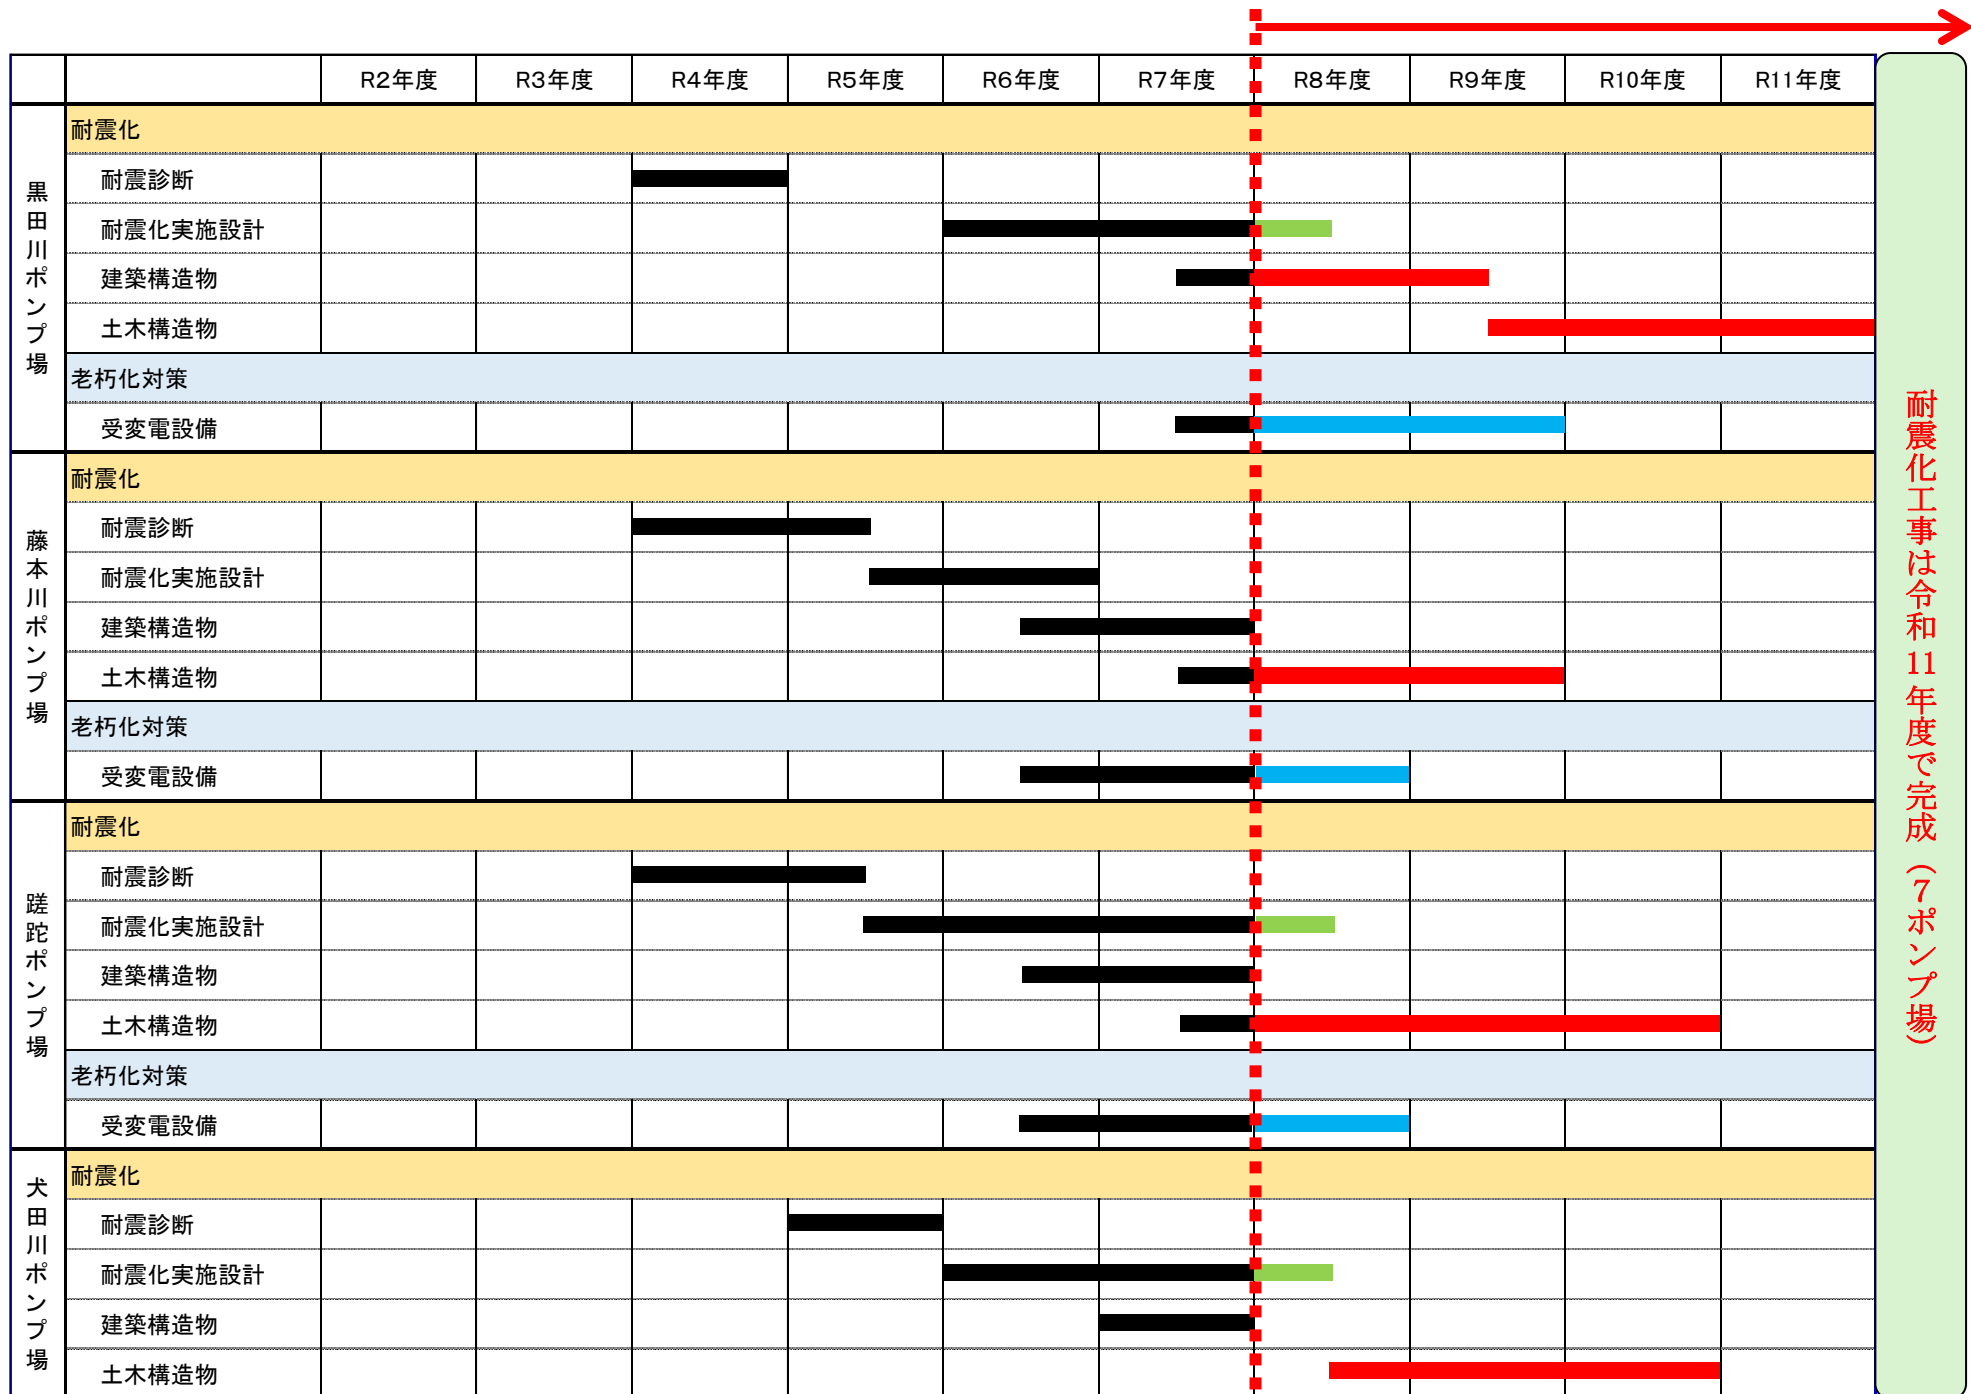 R2年度 R3年度 R4年度 R5年度 R6年度 R7年度 R8年度 R9年度 R10年度 R11年度
黒田川ポンプ場
耐震化
耐震診断
耐震化実施設計
建築構造物
土木構造物
老朽化対策
受変電設備
藤本川ポンプ場
耐震化
耐震診断
耐震化実施設計
建築構造物
土木構造物
老朽化対策
受変電設備
蹉跎ポンプ場
耐震化
耐震診断
耐震化実施設計
建築構造物
土木構造物
老朽化対策
受変電設備
犬田川ポンプ場
耐震化
耐震診断
耐震化実施設計
建築構造物
土木構造物
耐震化工事は令和11年度で完成（7ポンプ場）